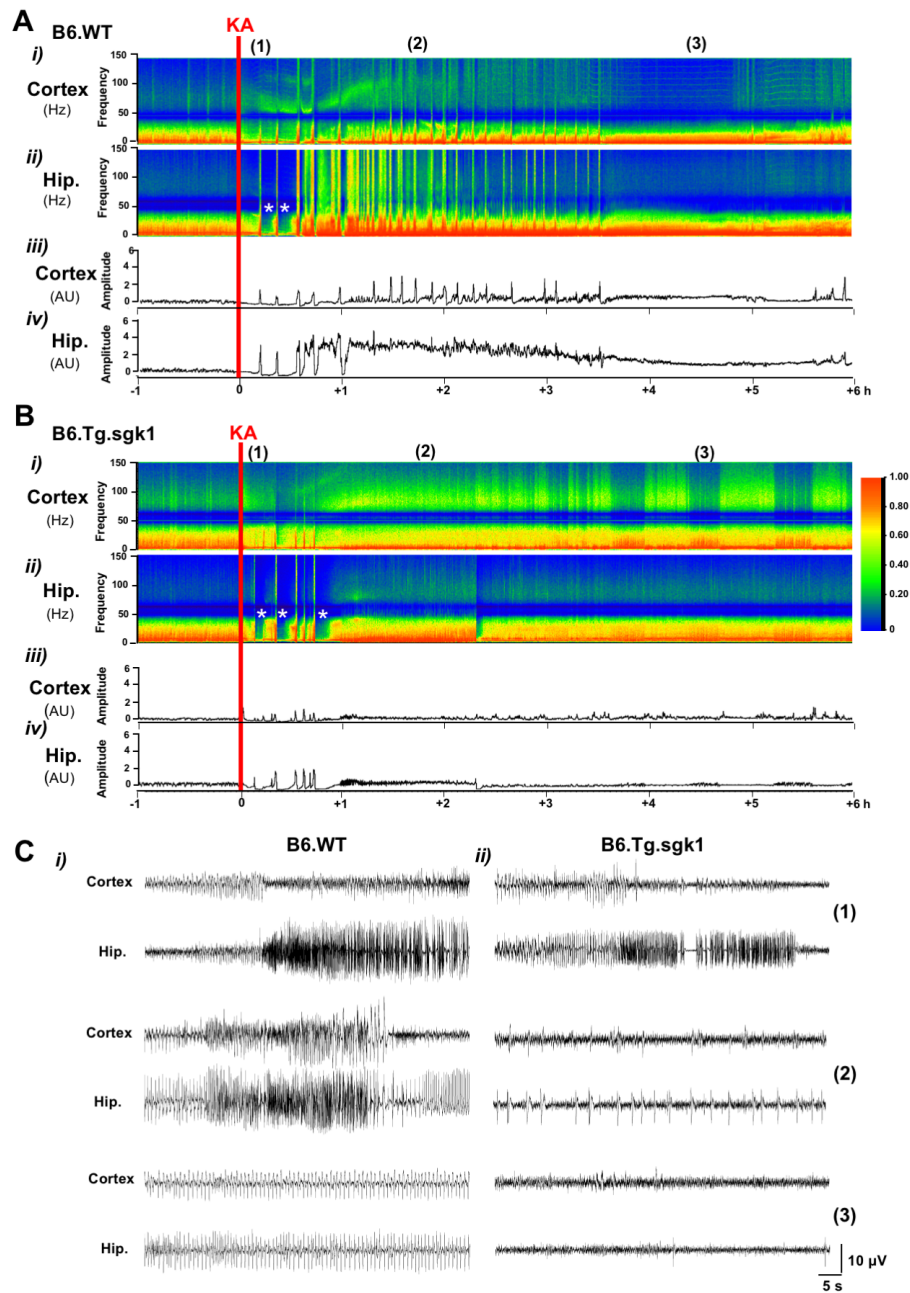 A B6.WT KA (1) (2) (3)
i) Cortex (Hz) Frequency 150 100 50 0
ii) Hip. (Hz) Frequency 150 100 50 0
* *
iii) Cortex (AU) Amplitude 6 4 2 0
iv) Hip. (AU) Amplitude 6 4 2 0
-1 0 +1 +2 +3 +4 +5 +6 h
B B6.Tg.sgk1 KA (1) (2) (3)
i) Cortex (Hz) Frequency 150 100 50 0
1.00
0.80
0.60
0.40
0.20
0
ii) Hip. (Hz) Frequency 150 100 50 0
* * *
iii) Cortex (AU) Amplitude 6 4 2 0
iv) Hip. (AU) Amplitude 6 4 2 0
-1 0 +1 +2 +3 +4 +5 +6 h
C i) B6.WT ii) B6.Tg.sgk1
Cortex
(1)
Hip.
Cortex
(2)
Hip.
Cortex
(3)
Hip.
10 µV
5 s